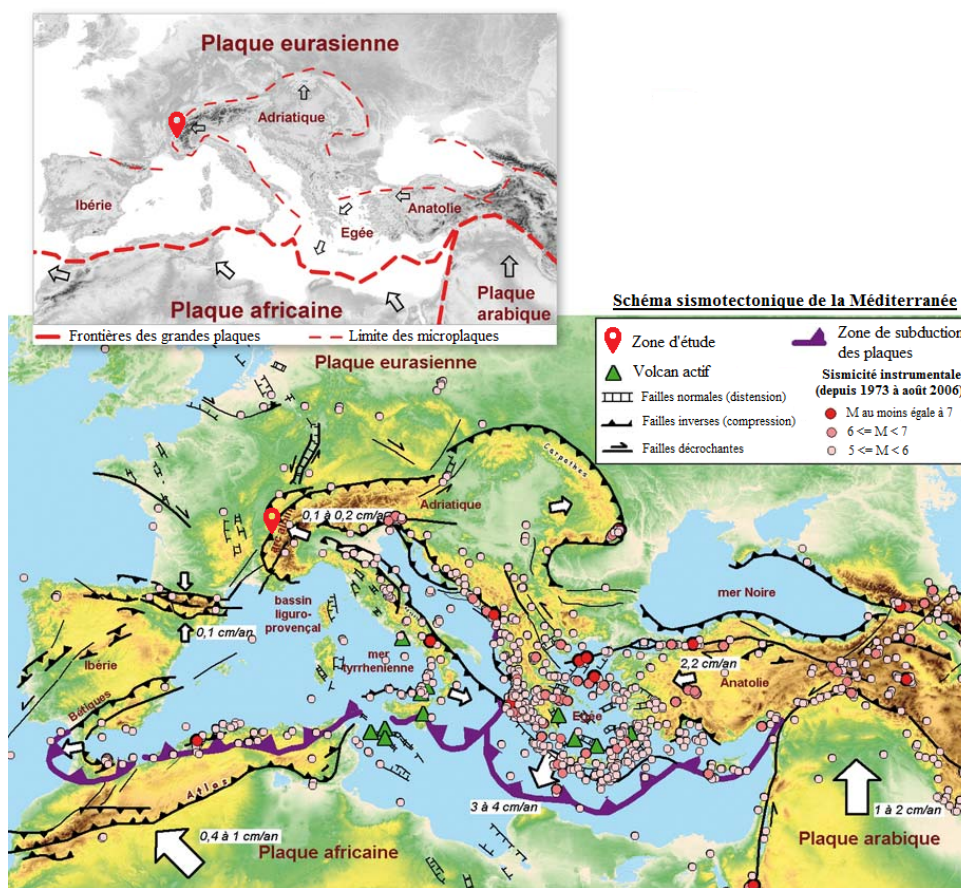 Plaque eurasienne
Adriatique
Ibérie
Anatolie
Egée
Plaque africaine
Plaque
arabique
Frontières des grandes plaques
Limite des microplaques
Schéma sismotectonique de la Méditerranée
Zone d'étude
Volcan actif
Failles normales (distension)
Failles inverses (compression)
Failles décrochantes
Zone de subduction
des plaques
Sismicité instrumentale
(depuis 1973 à août 2006)
M au moins égale à 7
6 <= M < 7
5 <= M < 6
Plaque eurasienne
Carpathes
Adriatique
0,1 à 0,2 cm/an
mer Noire
bassin
liguro-
provençal
0,1 cm/an
mer
tyrrhenienne
Ibérie
2,2 cm/an
Anatolie
Bétiques
Egée
Atlas
3 à 4 cm/an
0,4 à 1 cm/an
1 à 2 cm/an
Plaque africaine
Plaque arabique